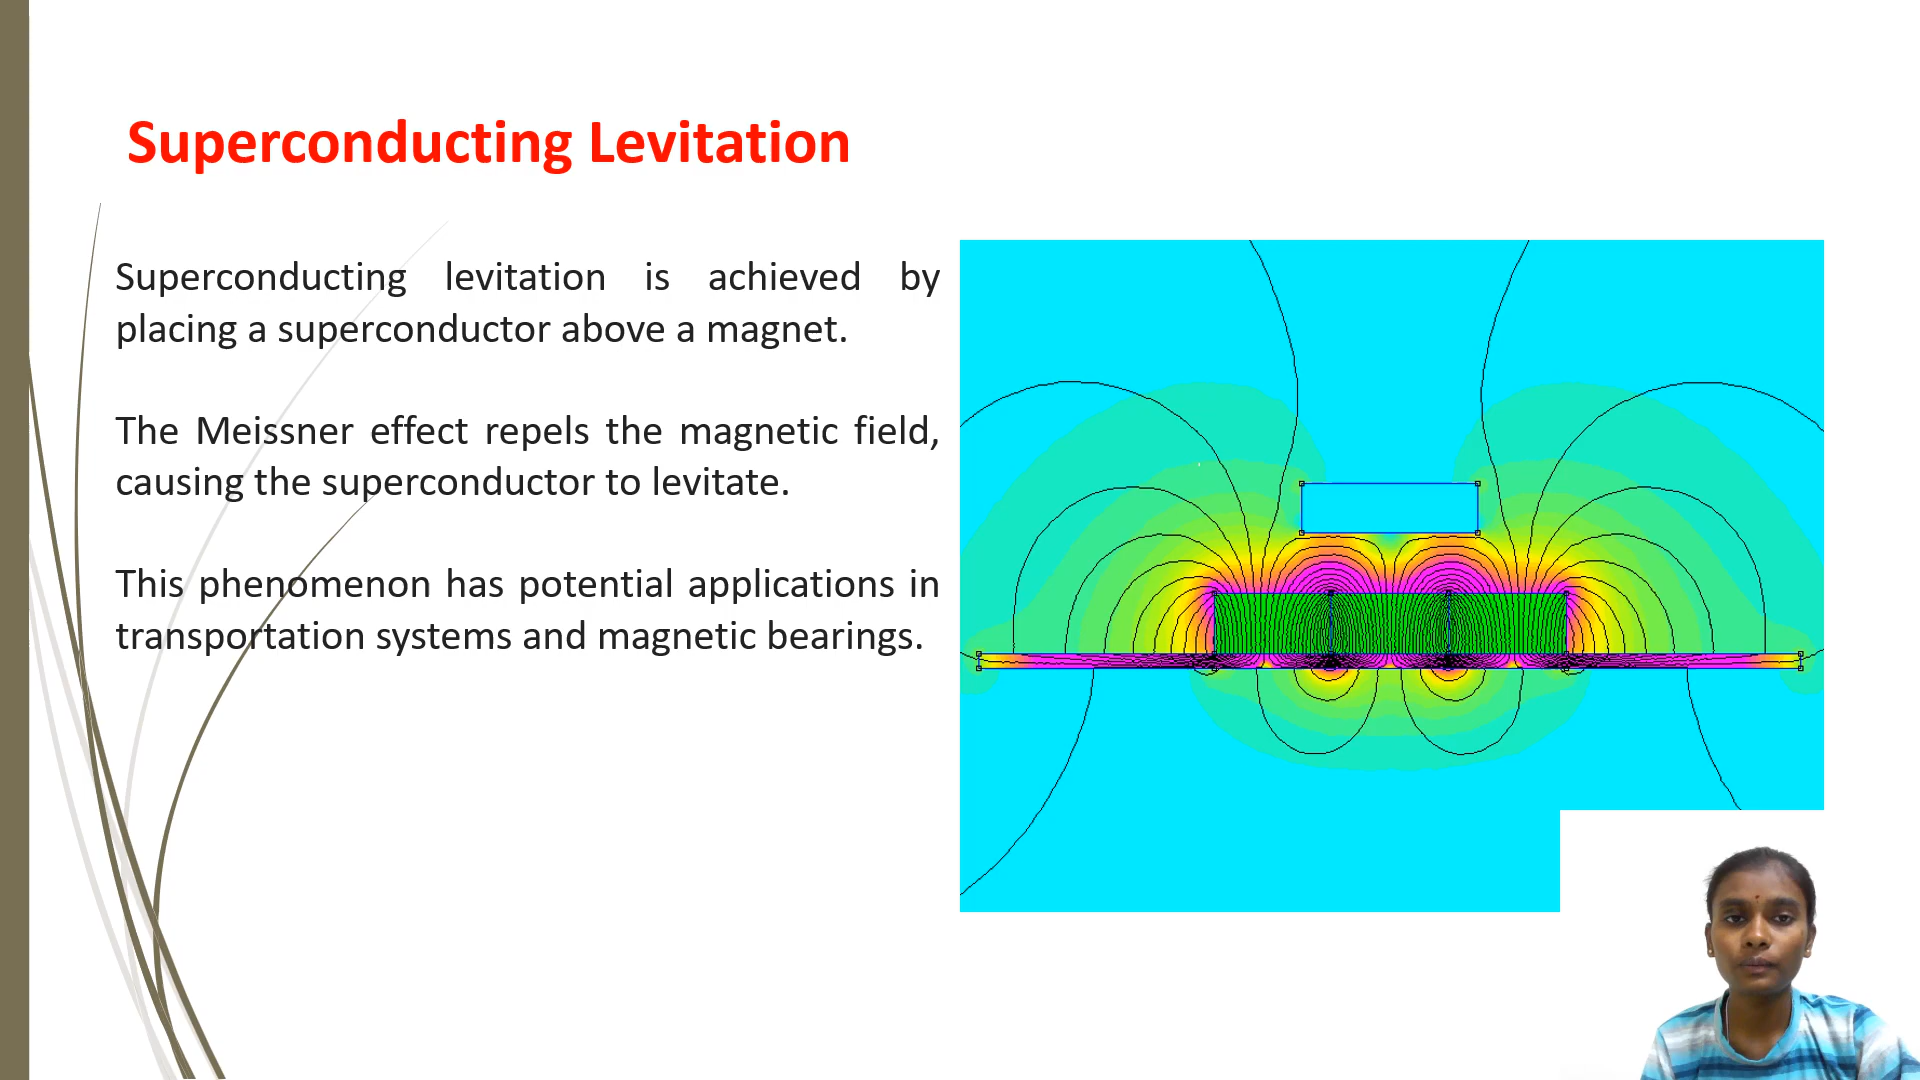 Superconducting Levitation
Superconducting levitation is achieved by
placing a superconductor above a magnet.
The Meissner effect repels the magnetic field,
causing the superconductor to levitate.
This phenomenon has potential applications in
transportation systems and magnetic bearings.